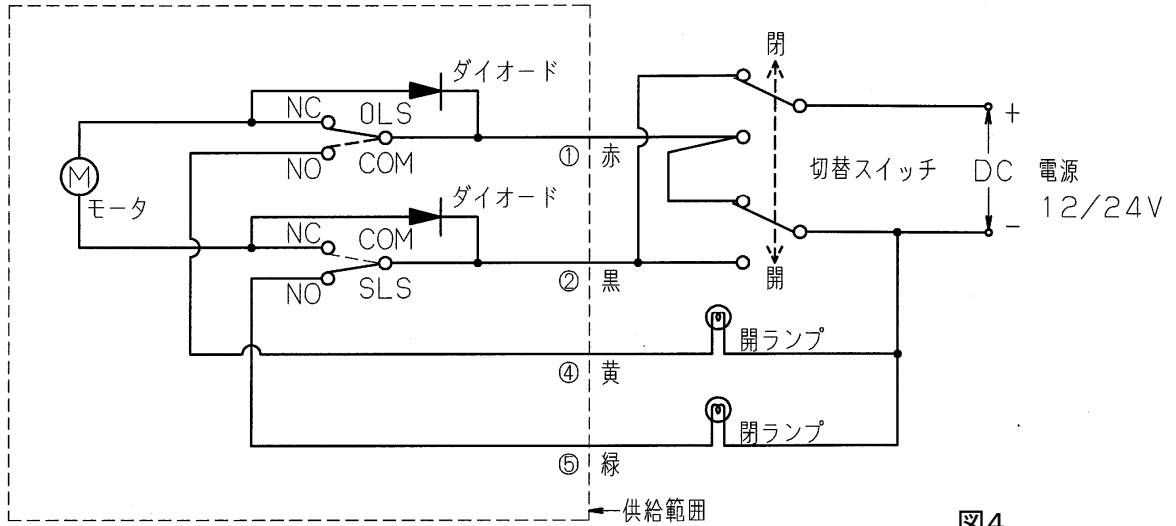 閉
ダイオード
NC OLS
+
NO COM
① 赤
切替スイッチ
DC 電源
12/24V
M
モータ
ダイオード
NC COM
-
NO SLS
② 黒
開
開ランプ
④ 黄
閉ランプ
⑤ 緑
供給範囲
図4